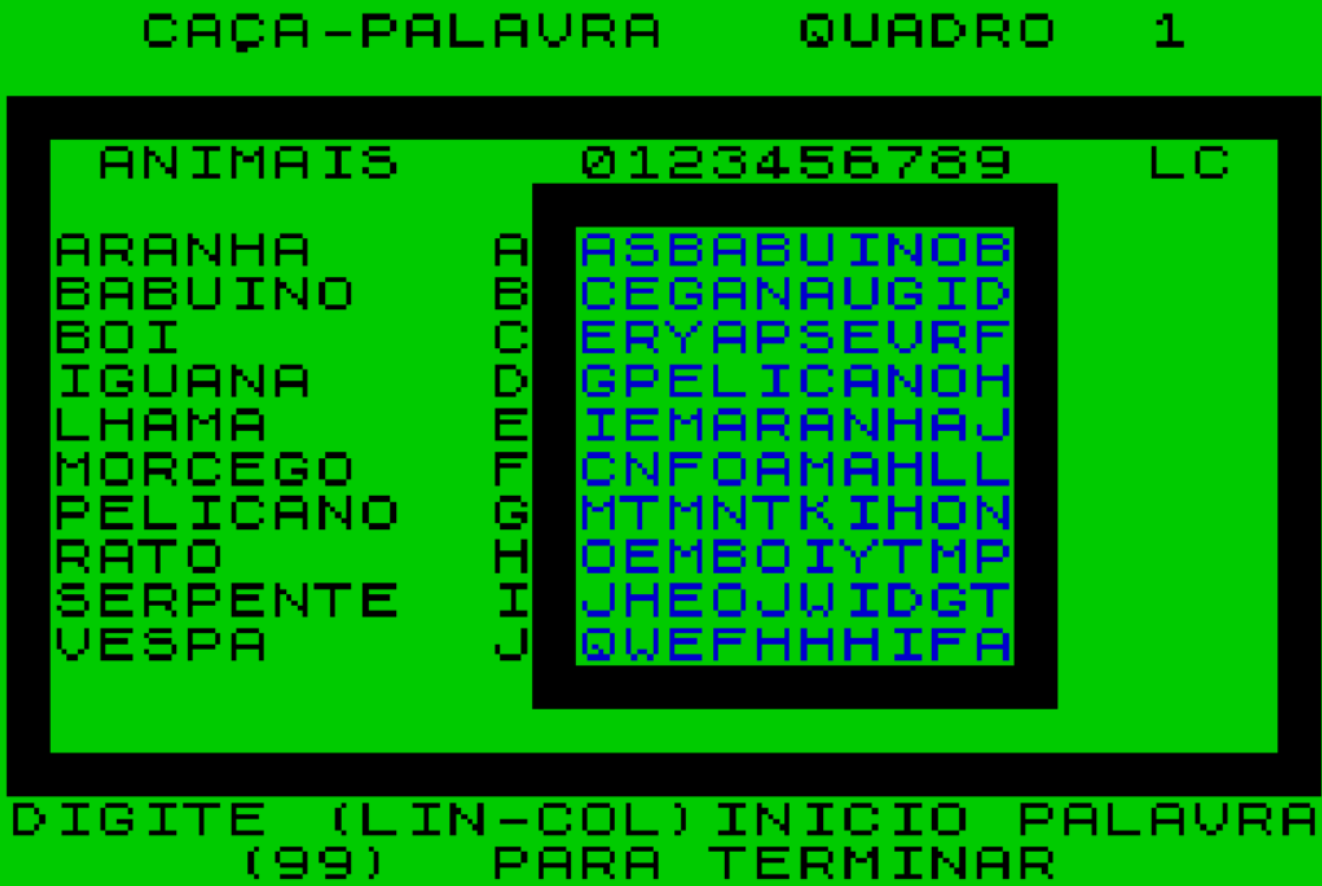 CAÇA-PALAVRA QUADRO 1
ANIMAIS 0123456789 LC
ARANHA A ASBABUINOB
BABUINO B CEGANAUGID
BOI C ERYAPSEVRF
IGUANA D GPELICANOH
LHAMA E IEMARANHAJ
MORCEGO F CNFOAMAHLL
PELICANO G MTMNTKIHON
RATO H OEMBOIYTMP
SERPENTE I JHEOJWIDGT
VESPA J QWEFHHHIFA
DIGITE (LIN-COL)INICIO PALAVRA
(99) PARA TERMINAR